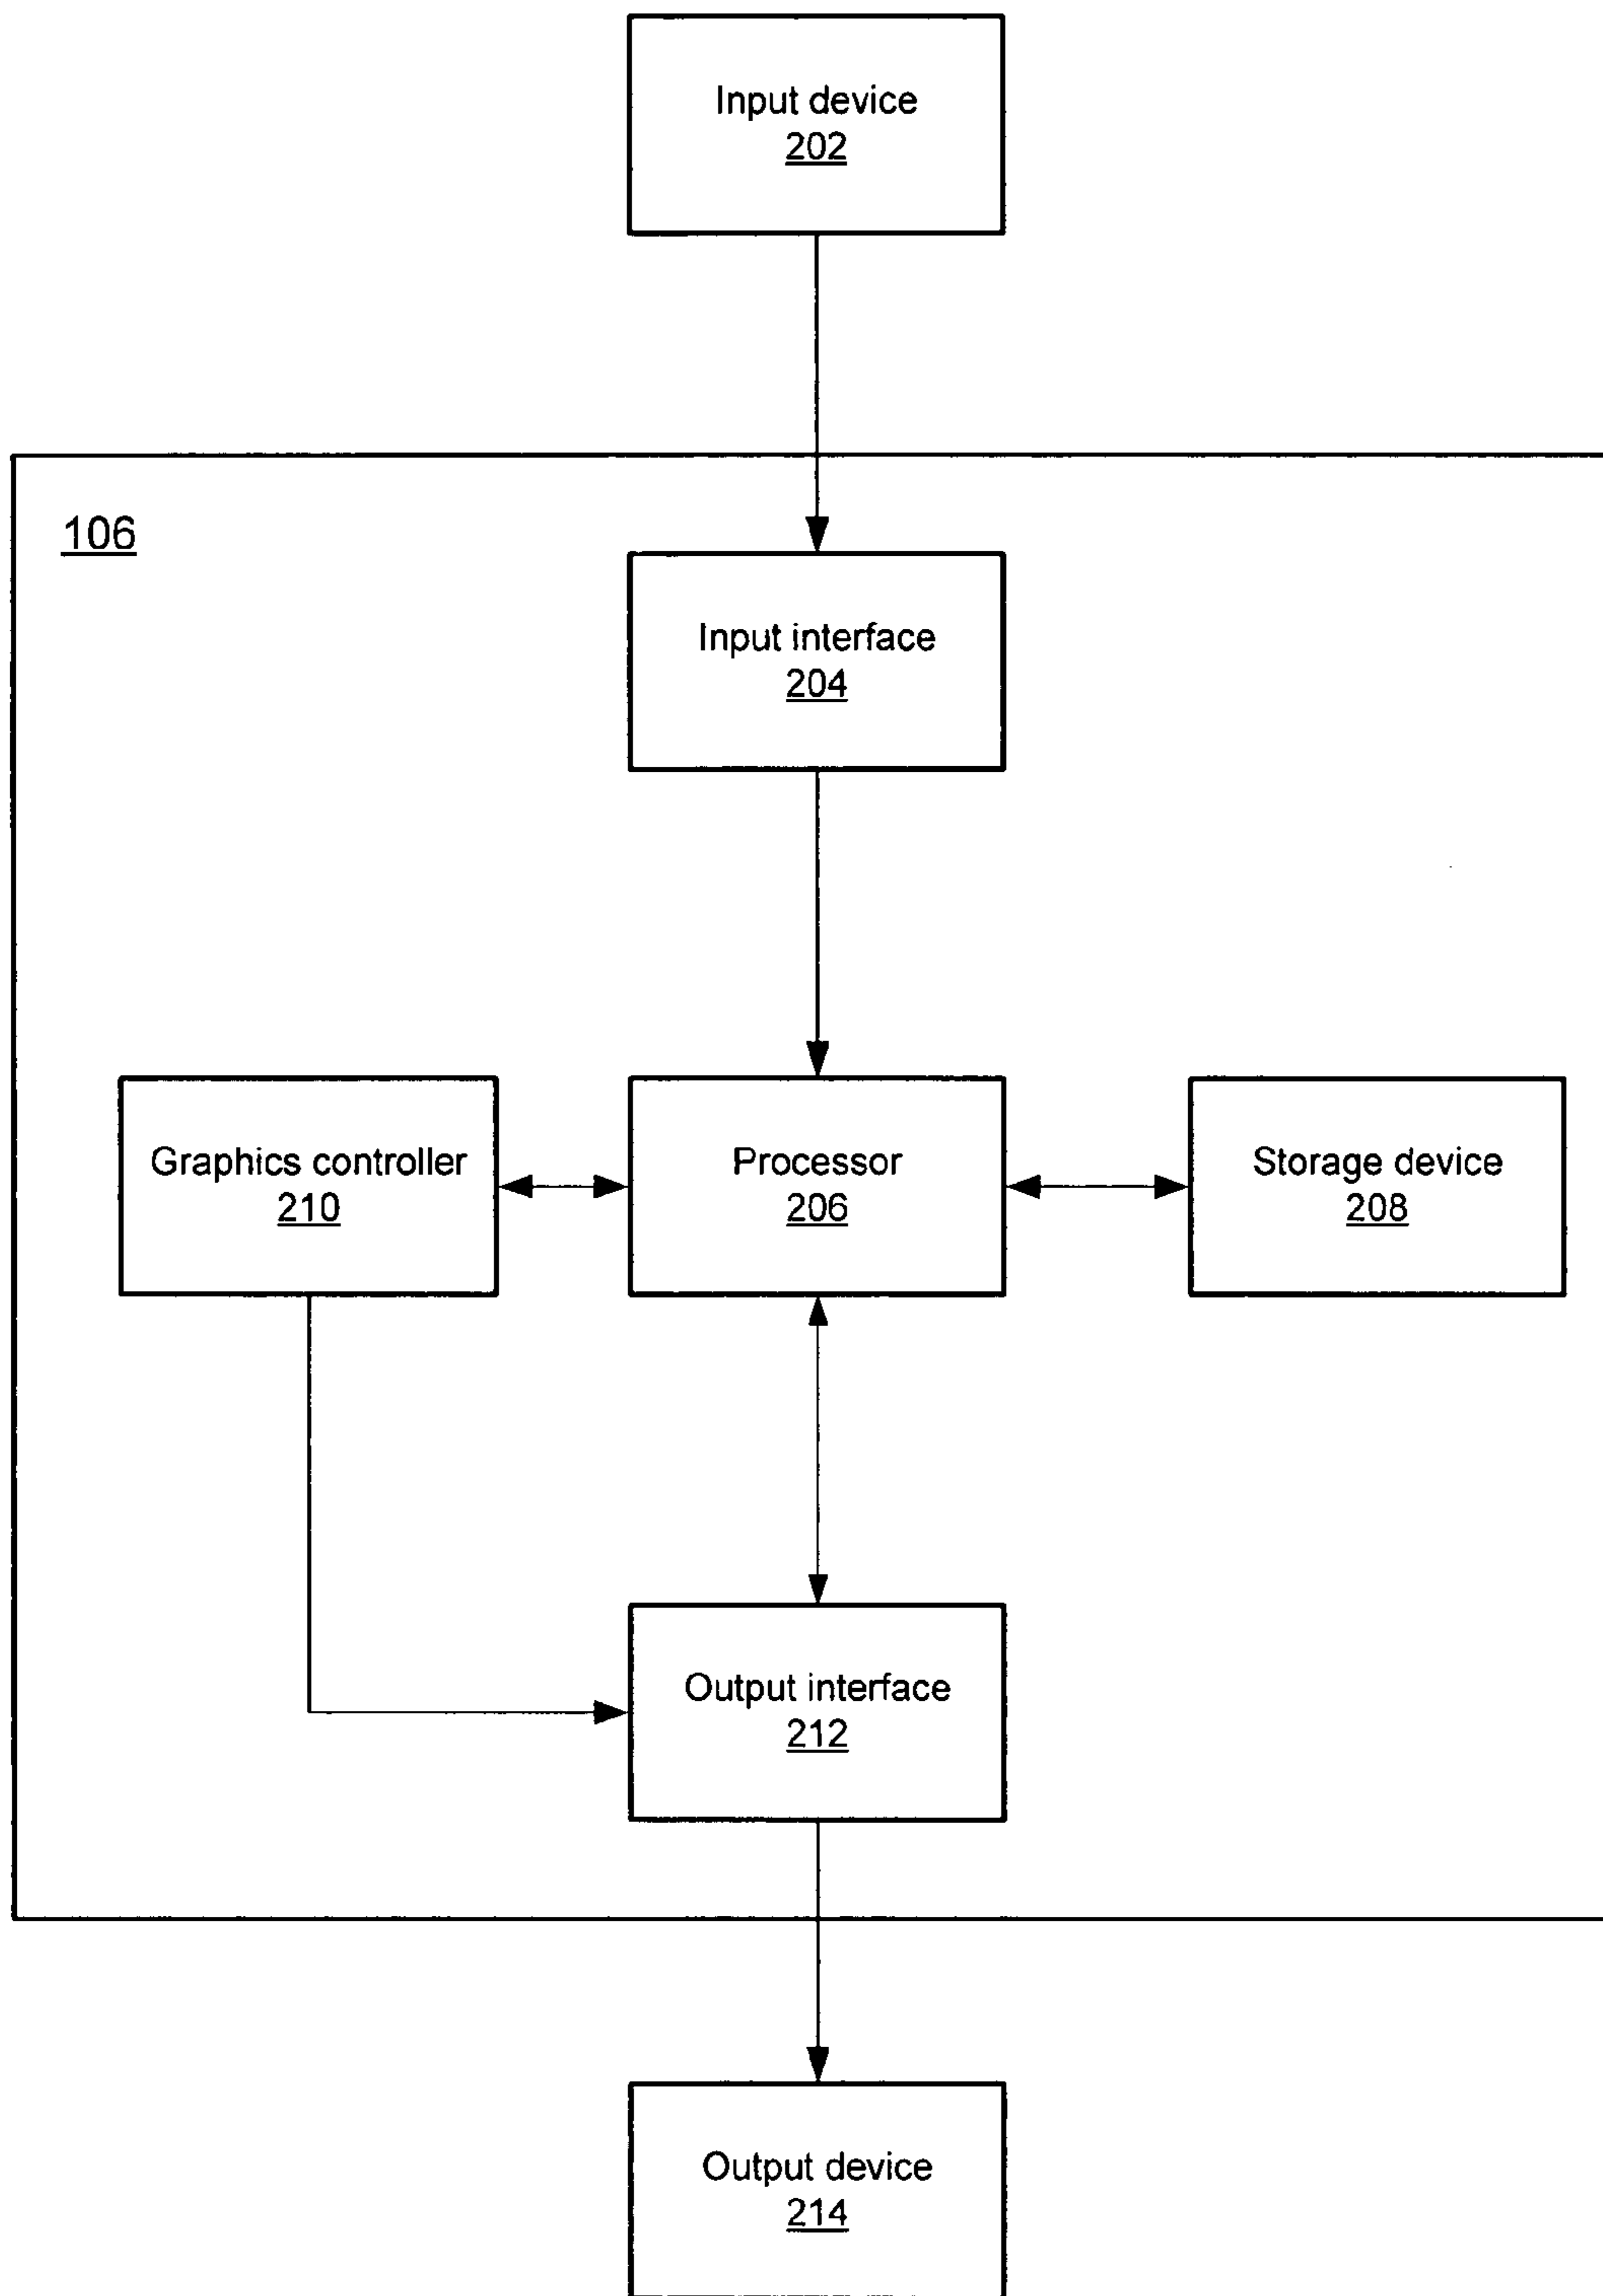 Input device
202
106
Input interface
204
Graphics controller
210
Processor
206
Storage device
208
Output interface
212
Output device
214